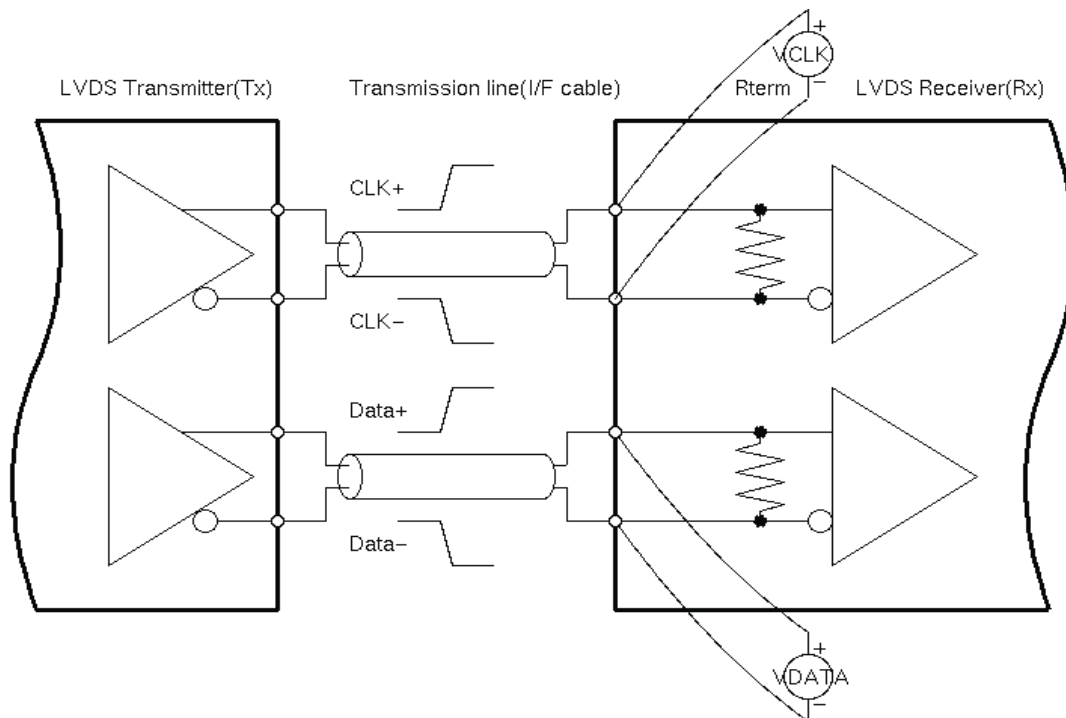 LVDS Transmitter(Tx)
Transmission line(I/F cable)
Rterm
LVDS Receiver(Rx)
+
VCLK
−
CLK+
CLK−
Data+
Data−
+
VDATA
−